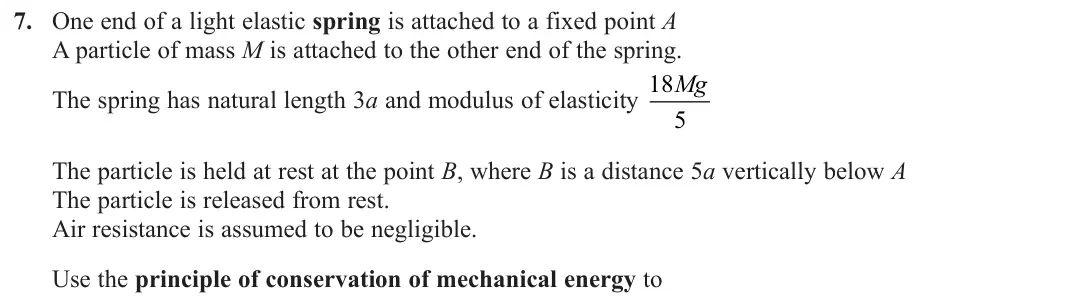 7. One end of a light elastic spring is attached to a fixed point A
A particle of mass M is attached to the other end of the spring.
The spring has natural length 3a and modulus of elasticity 18Mg/5
The particle is held at rest at the point B, where B is a distance 5a vertically below A
The particle is released from rest.
Air resistance is assumed to be negligible.
Use the principle of conservation of mechanical energy to